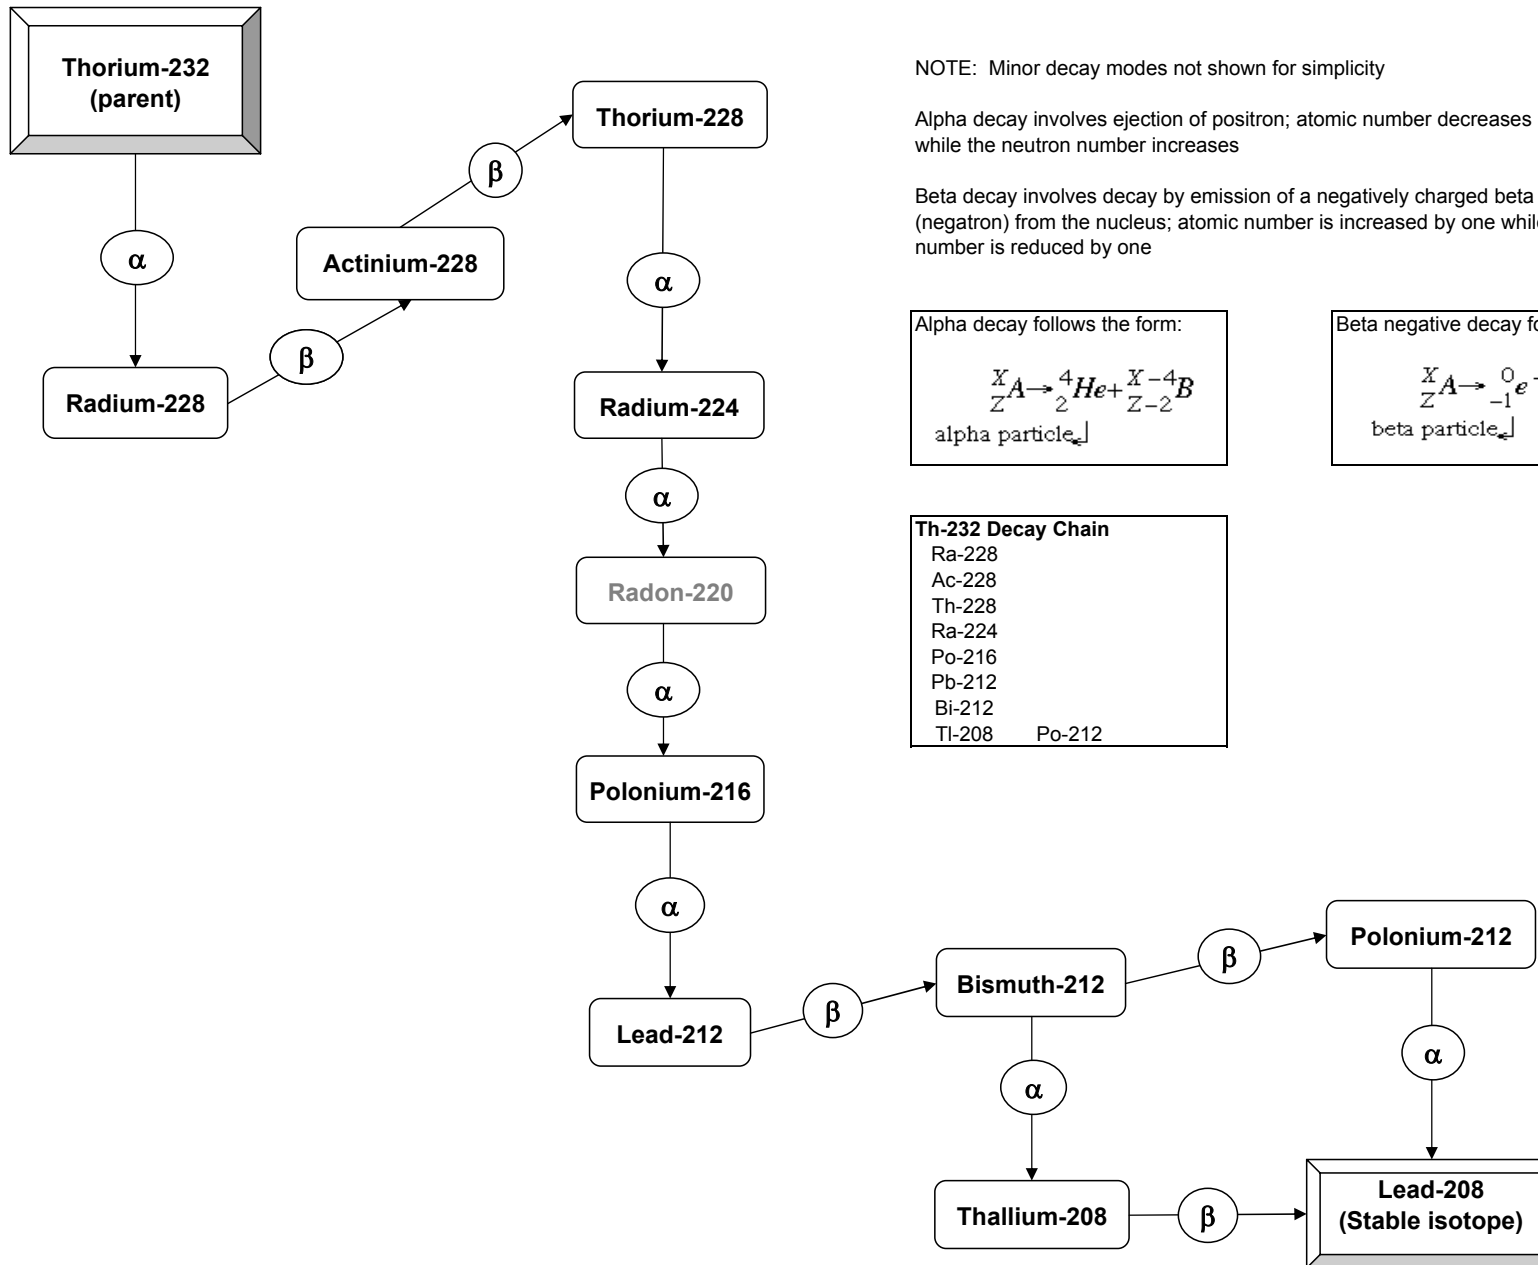 Thorium-232
(parent)
α
Radium-228
β
Actinium-228
β
Thorium-228
α
Radium-224
α
Radon-220
α
Polonium-216
α
Lead-212
β
Bismuth-212
β
Polonium-212
α
α
Thallium-208
β
Lead-208
(Stable isotope)
NOTE:  Minor decay modes not shown for simplicity
Alpha decay involves ejection of positron; atomic number decreases
while the neutron number increases
Beta decay involves decay by emission of a negatively charged beta
(negatron) from the nucleus; atomic number is increased by one
number is reduced by one
Alpha decay follows the form:
X Z A → 4 2 He + X-4 Z-2 B
alpha particle
Beta negative decay
X Z A → 0 -1 e
beta particle
Th-232 Decay Chain
Ra-228
Ac-228
Th-228
Ra-224
Po-216
Pb-212
Bi-212
Tl-208 Po-212